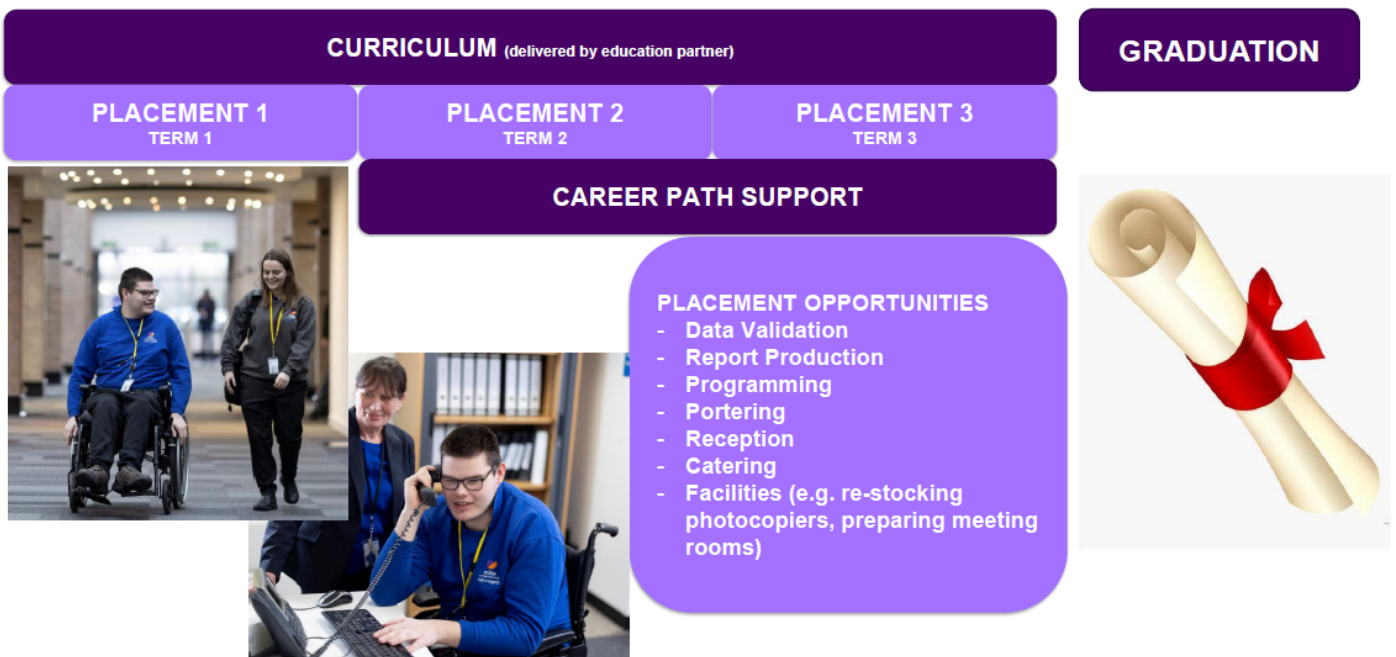 CURRICULUM (delivered by education partner)
GRADUATION
PLACEMENT 1
TERM 1
PLACEMENT 2
TERM 2
PLACEMENT 3
TERM 3
CAREER PATH SUPPORT
PLACEMENT OPPORTUNITIES
- Data Validation
- Report Production
- Programming
- Portering
- Reception
- Catering
- Facilities (e.g. re-stocking
photocopiers, preparing meeting
rooms)